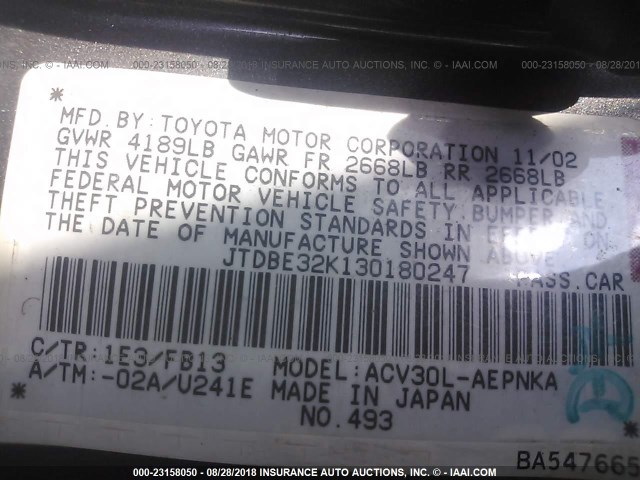 000-23158050 - 08/28/2018 - INSURANCE AUTO AUCTIONS, INC. - © IAAI.COM
MFD. BY: TOYOTA MOTOR CORPORATION 11/02
GVWR 4189LB GAWR FR 2668LB RR 2668LB
THIS VEHICLE CONFORMS TO ALL APPLICABLE
FEDERAL MOTOR VEHICLE SAFETY, BUMPER AND
THEFT PREVENTION STANDARDS IN EFFECT ON
THE DATE OF MANUFACTURE SHOWN ABOVE.
JTDBE32K130180247 PASS.CAR
C/TR:1E3/FB13 MODEL:ACV30L-AEPNKA
A/TM:-02A/U241E MADE IN JAPAN
NO.493
BA547665
000-23158050 - 08/28/2018 - INSURANCE AUTO AUCTIONS, INC. - © IAAI.COM